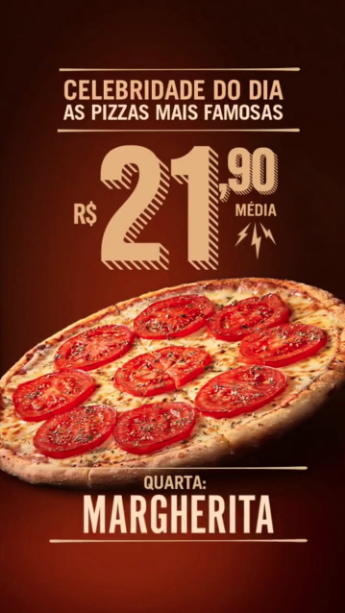 CELEBRIDADE DO DIA
AS PIZZAS MAIS FAMOSAS
R$ 21,90
MÉDIA
QUARTA:
MARGHERITA